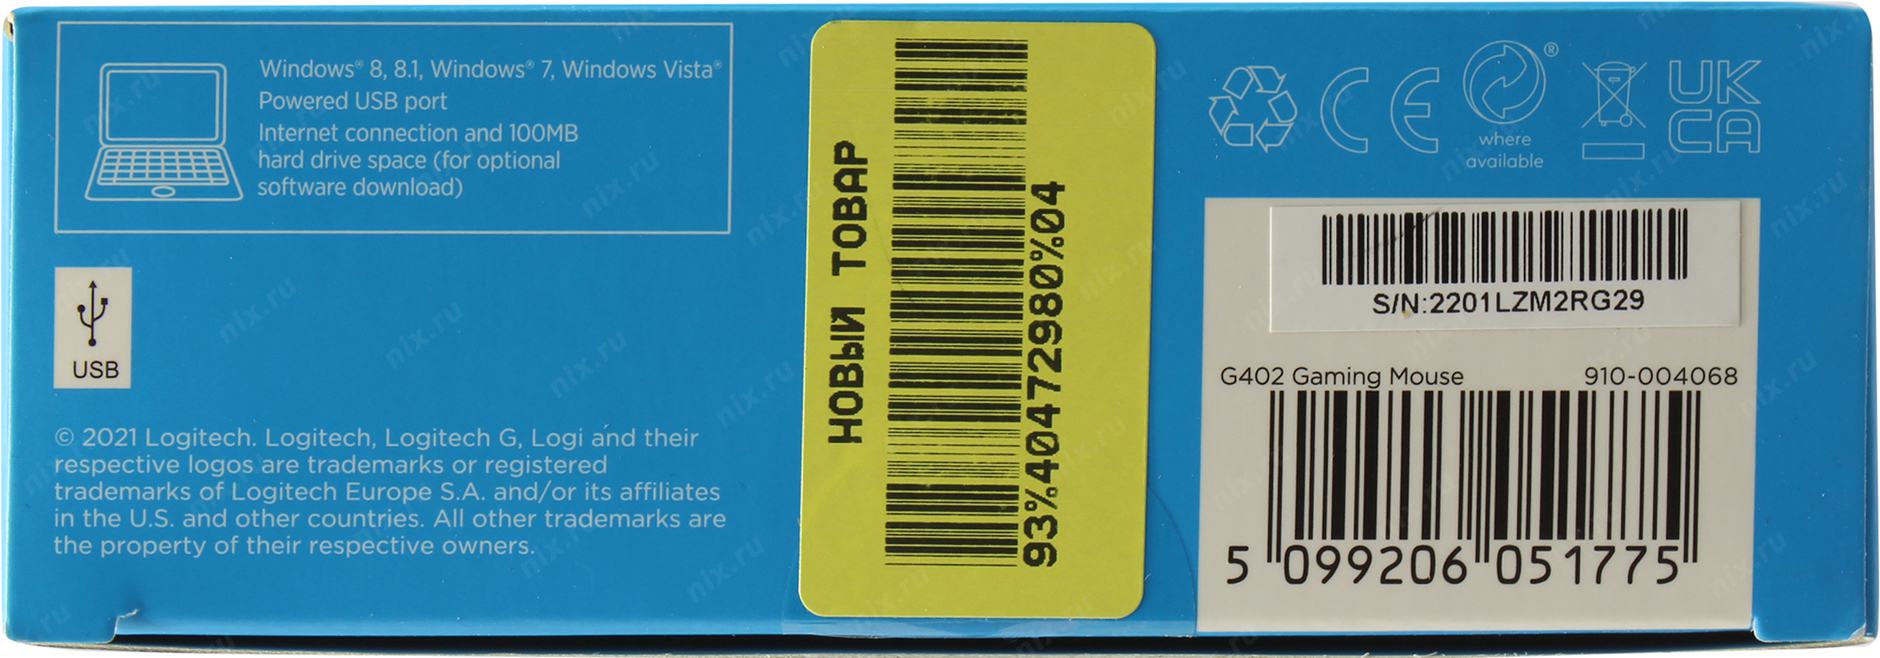 Windows® 8, 8.1, Windows® 7, Windows Vista®
Powered USB port
Internet connection and 100MB
hard drive space (for optional
software download)
USB
© 2021 Logitech. Logitech, Logitech G, Logi and their
respective logos are trademarks or registered
trademarks of Logitech Europe S.A. and/or its affiliates
in the U.S. and other countries. All other trademarks are
the property of their respective owners.
НОВЫЙ ТОВАР
93%40472980%04
CE
®
where
available
UK
CA
S/N:2201LZM2RG29
G402 Gaming Mouse 910-004068
5 099206 051775
nix.ru